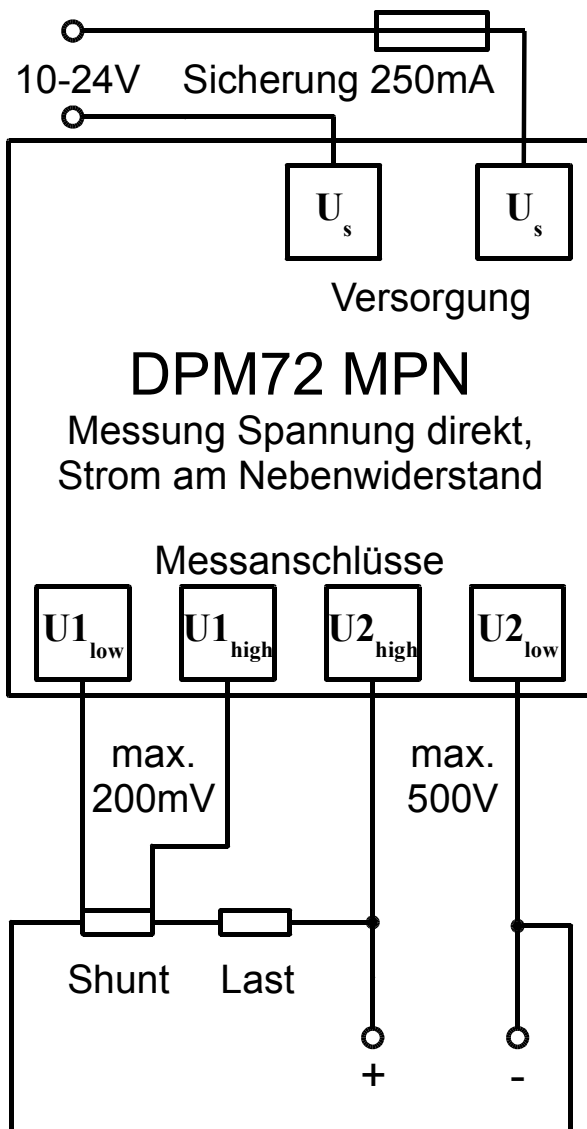 10-24V Sicherung 250mA
Us Us
Versorgung
DPM72 MPN
Messung Spannung direkt,
Strom am Nebenwiderstand
Messanschlüsse
U1low U1high U2high U2low
max. max.
200mV 500V
Shunt Last
+ -